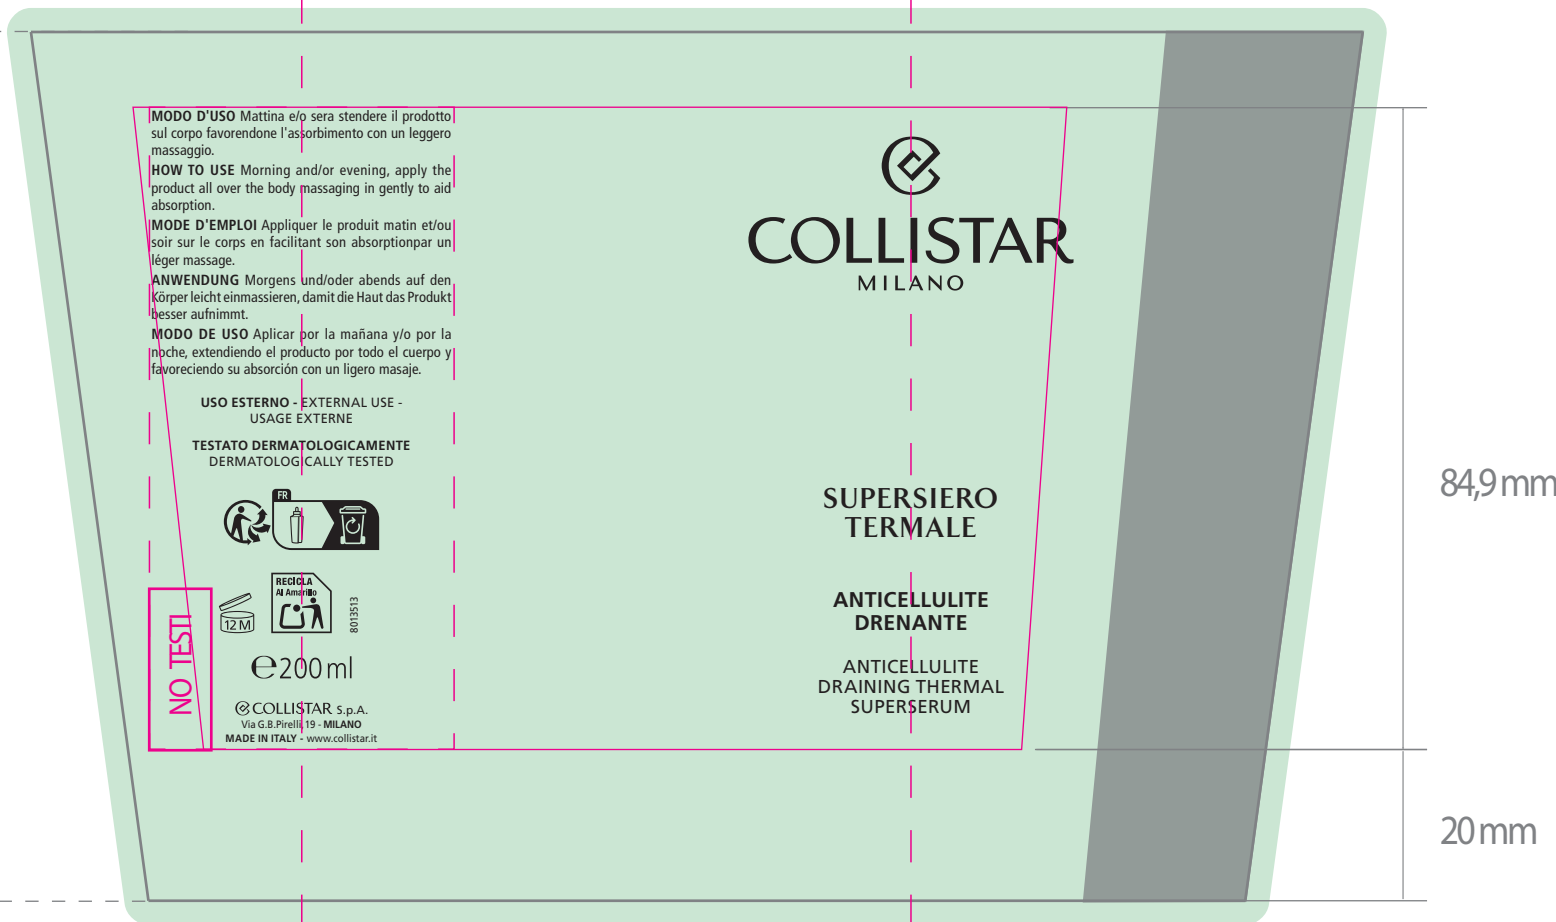 MODO D'USO Mattina e/o sera stendere il prodotto
sul corpo favorendone l'assorbimento con un leggero
massaggio.
HOW TO USE Morning and/or evening, apply the
product all over the body massaging in gently to aid
absorption.
MODE D'EMPLOI Appliquer le produit matin et/ou
soir sur le corps en facilitant son absorptionpar un
léger massage.
ANWENDUNG Morgens und/oder abends auf den
Körper leicht einmassieren, damit die Haut das Produkt
besser aufnimmt.
MODO DE USO Aplicar por la mañana y/o por la
noche, extendiendo el producto por todo el cuerpo y
favoreciendo su absorción con un ligero masaje.
USO ESTERNO - EXTERNAL USE -
USAGE EXTERNE
TESTATO DERMATOLOGICAMENTE
DERMATOLOGICALLY TESTED
FR
RECICLA
Al Amarillo
12 M
8013513
NO TESTI
e 200 ml
COLLISTAR S.p.A.
Via G.B.Pirelli, 19 - MILANO
MADE IN ITALY - www.collistar.it
COLLISTAR
MILANO
SUPERSIERO
TERMALE
ANTICELLULITE
DRENANTE
ANTICELLULITE
DRAINING THERMAL
SUPERSERUM
84,9 mm
20 mm